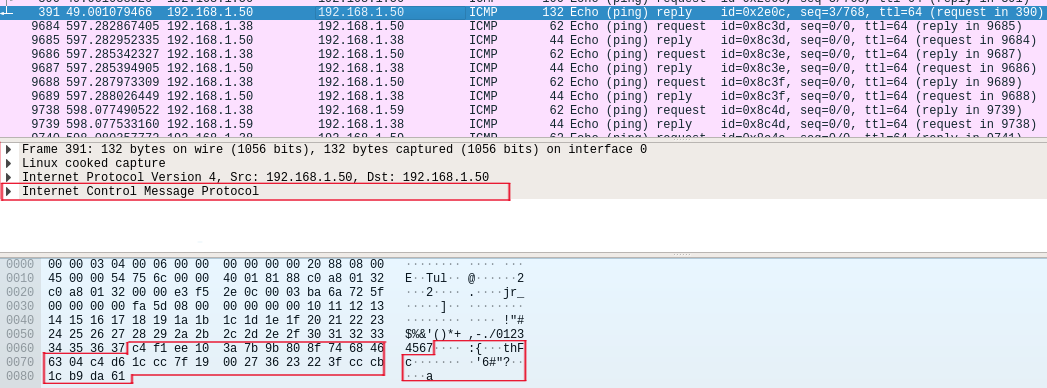 391 49.001079466 192.168.1.50 192.168.1.50 ICMP 132 Echo (ping) reply id=0x2e0c, seq=3/768, ttl=64 (request in 390)
9684 597.282867405 192.168.1.38 192.168.1.50 ICMP 62 Echo (ping) request id=0x8c3d, seq=0/0, ttl=64 (reply in 9685)
9685 597.282952335 192.168.1.50 192.168.1.38 ICMP 44 Echo (ping) reply id=0x8c3d, seq=0/0, ttl=64 (request in 9684)
9686 597.285342327 192.168.1.38 192.168.1.50 ICMP 62 Echo (ping) request id=0x8c3e, seq=0/0, ttl=64 (reply in 9687)
9687 597.285394905 192.168.1.50 192.168.1.38 ICMP 44 Echo (ping) reply id=0x8c3e, seq=0/0, ttl=64 (request in 9686)
9688 597.287973309 192.168.1.38 192.168.1.50 ICMP 62 Echo (ping) request id=0x8c3f, seq=0/0, ttl=64 (reply in 9689)
9689 597.288026449 192.168.1.50 192.168.1.38 ICMP 44 Echo (ping) reply id=0x8c3f, seq=0/0, ttl=64 (request in 9688)
9738 598.077490522 192.168.1.38 192.168.1.59 ICMP 62 Echo (ping) request id=0x8c4d, seq=0/0, ttl=64 (reply in 9739)
9739 598.077533160 192.168.1.59 192.168.1.38 ICMP 44 Echo (ping) reply id=0x8c4d, seq=0/0, ttl=64 (request in 9738)
Frame 391: 132 bytes on wire (1056 bits), 132 bytes captured (1056 bits) on interface 0
Linux cooked capture
Internet Protocol Version 4, Src: 192.168.1.50, Dst: 192.168.1.50
Internet Control Message Protocol
0000 00 00 03 04 00 06 00 00 00 00 00 00 20 88 08 00 ········ ···· ···
0010 45 00 00 54 75 6c 00 00 40 01 81 88 c0 a8 01 32 E··Tul·· @······2
0020 c0 a8 01 32 00 00 e3 f5 2e 0c 00 03 ba 6a 72 5f ···2···· .····jr_
0030 00 00 00 00 fa 5d 08 00 00 00 00 00 10 11 12 13 ·····]·· ········
0040 14 15 16 17 18 19 1a 1b 1c 1d 1e 1f 20 21 22 23 ········ ···· !"#
0050 24 25 26 27 28 29 2a 2b 2c 2d 2e 2f 30 31 32 33 $%&'()*+ ,-./0123
0060 34 35 36 37 c4 f1 ee 10 3a 7b 9b 80 8f 74 68 46 4567···· :{···thF
0070 63 04 c4 d6 1c cc 7f 19 00 27 36 23 22 3f cc cb c······· ·'6#"?··
0080 1c b9 da 61 ···a